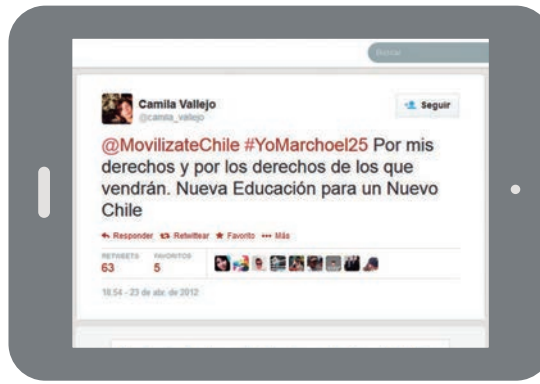 Buscar
Camila Vallejo
@camila_vallejo
Seguir
@MovilizateChile #YoMarchoel25 Por mis
derechos y por los derechos de los que
vendrán. Nueva Educación para un Nuevo
Chile
Responder Retwittear Favorito Más
RETWEETS FAVORITOS
63 5
18:54 - 23 de abr. de 2012